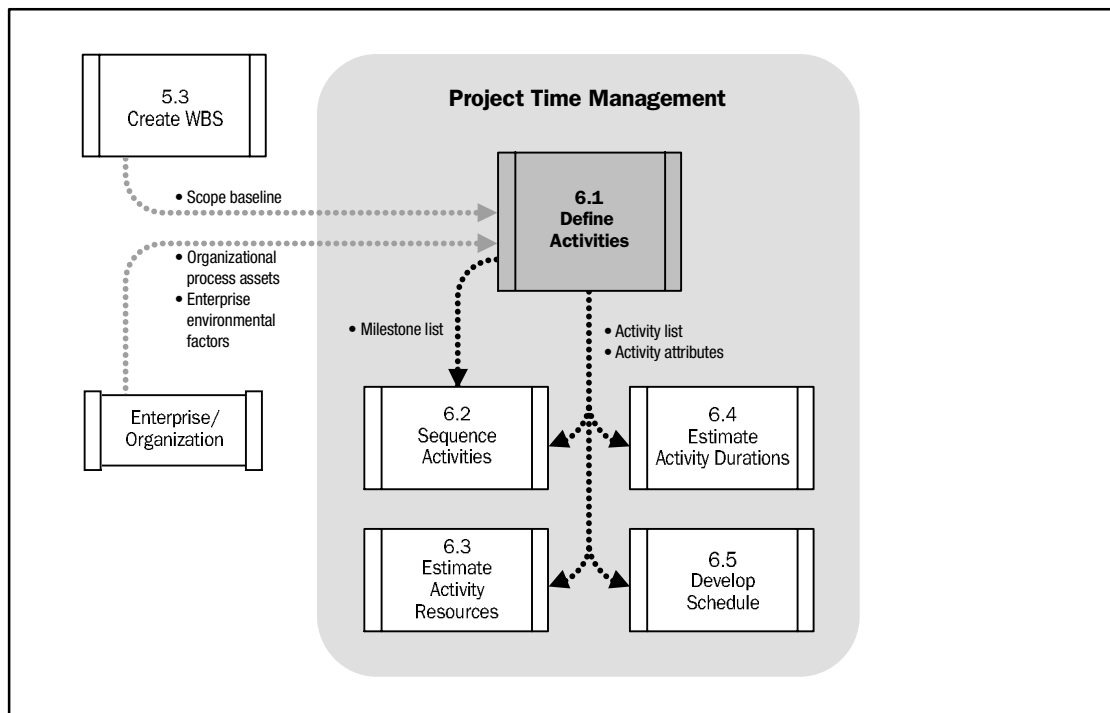 5.3
Create WBS
Project Time Management
• Scope baseline
6.1
Define
Activities
• Organizational
process assets
• Enterprise
environmental
factors
• Milestone list
• Activity list
• Activity attributes
Enterprise/
Organization
6.2
Sequence
Activities
6.4
Estimate
Activity Durations
6.3
Estimate
Activity
Resources
6.5
Develop
Schedule